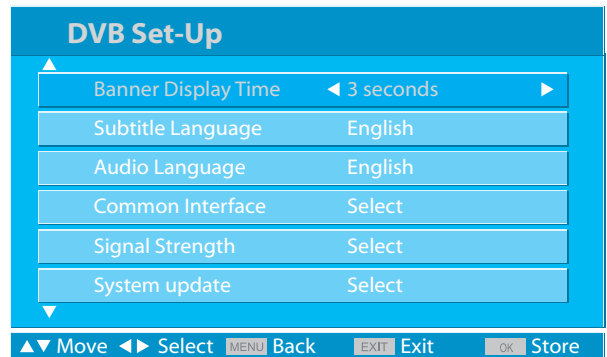 DVB Set-Up
Banner Display Time 3 seconds
Subtitle Language English
Audio Language English
Common Interface Select
Signal Strength Select
System update Select
Move Select MENU Back EXIT Exit OK Store